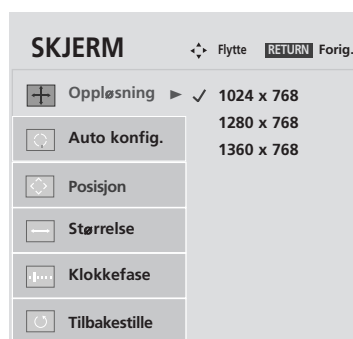 SKJERM Flytte RETURN Forig.
Oppløsning ► ✓ 1024 x 768
1280 x 768
Auto konfig.
1360 x 768
Posisjon
Størrelse
Klokkefase
Tilbakestille